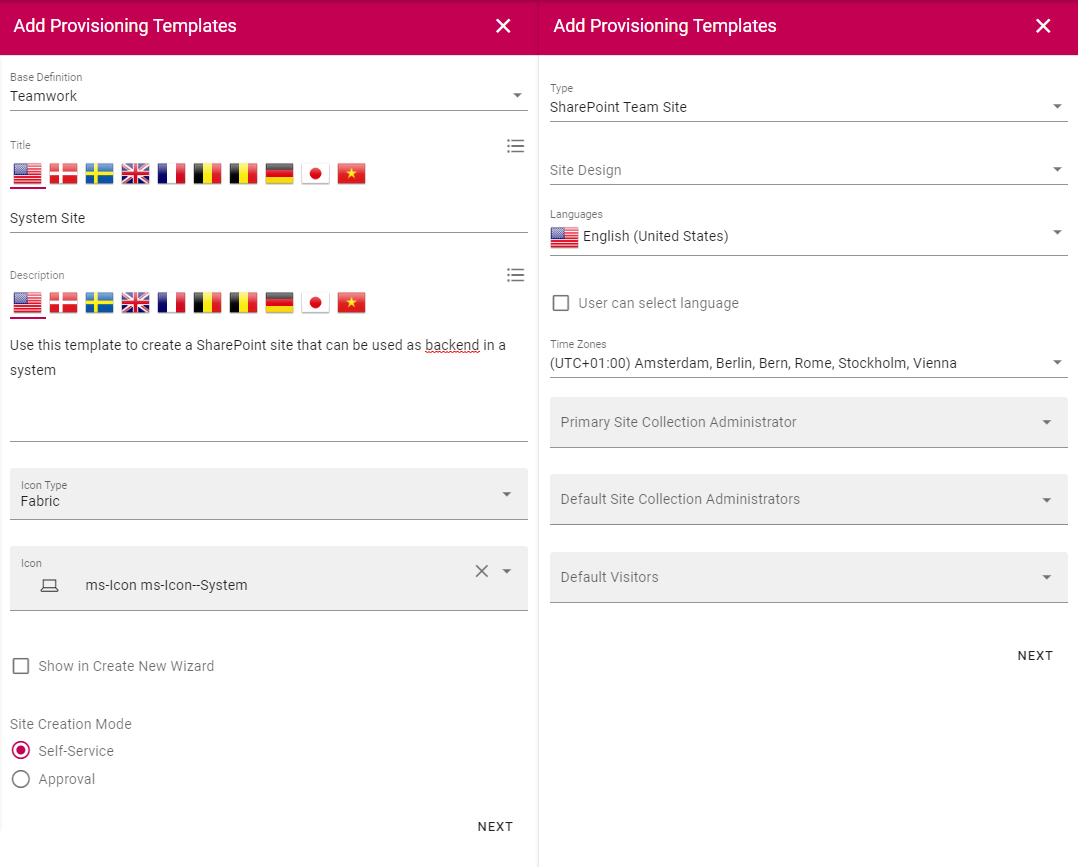 Add Provisioning Templates
Base Definition
Teamwork
Title
System Site
Description
Use this template to create a SharePoint site that can be used as backend in a
system
Icon Type
Fabric
Icon
ms-Icon ms-Icon--System
Show in Create New Wizard
Site Creation Mode
Self-Service
Approval
NEXT
Add Provisioning Templates
Type
SharePoint Team Site
Site Design
Languages
English (United States)
User can select language
Time Zones
(UTC+01:00) Amsterdam, Berlin, Bern, Rome, Stockholm, Vienna
Primary Site Collection Administrator
Default Site Collection Administrators
Default Visitors
NEXT